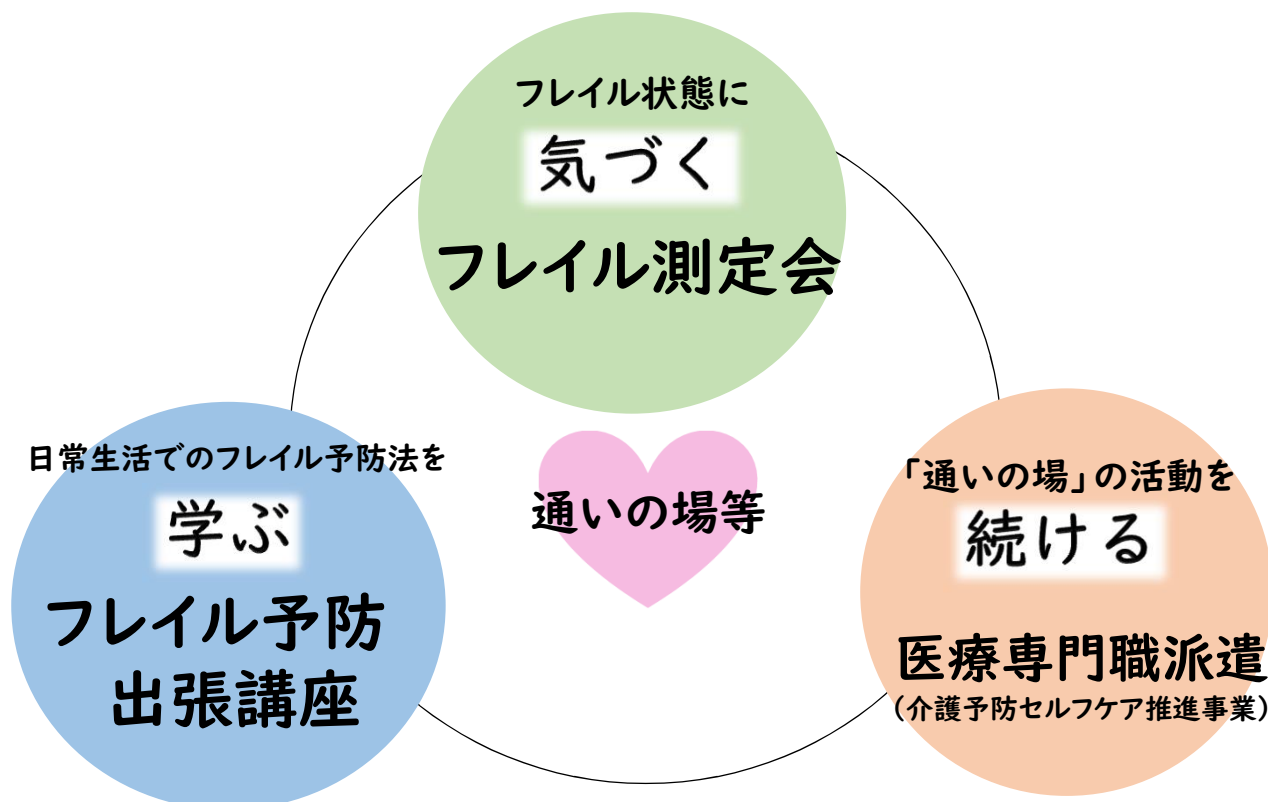 フレイル状態に
気づく
フレイル測定会
日常生活でのフレイル予防法を
学ぶ
フレイル予防
出張講座
通いの場等
「通いの場」の活動を
続ける
医療専門職派遣
(介護予防セルフケア推進事業)